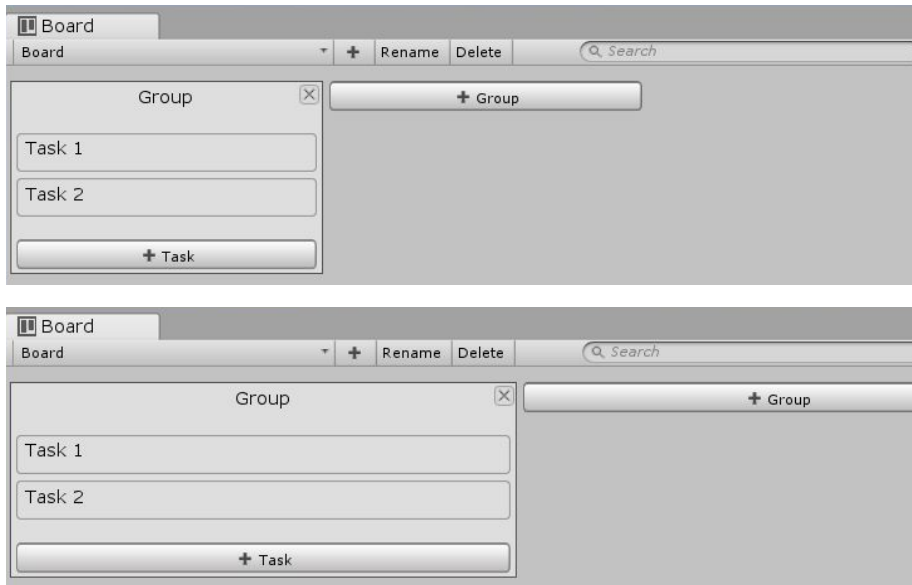 Board
Board + Rename Delete Search
Group + Group
Task 1
Task 2
+ Task
Board
Board + Rename Delete Search
Group + Group
Task 1
Task 2
+ Task